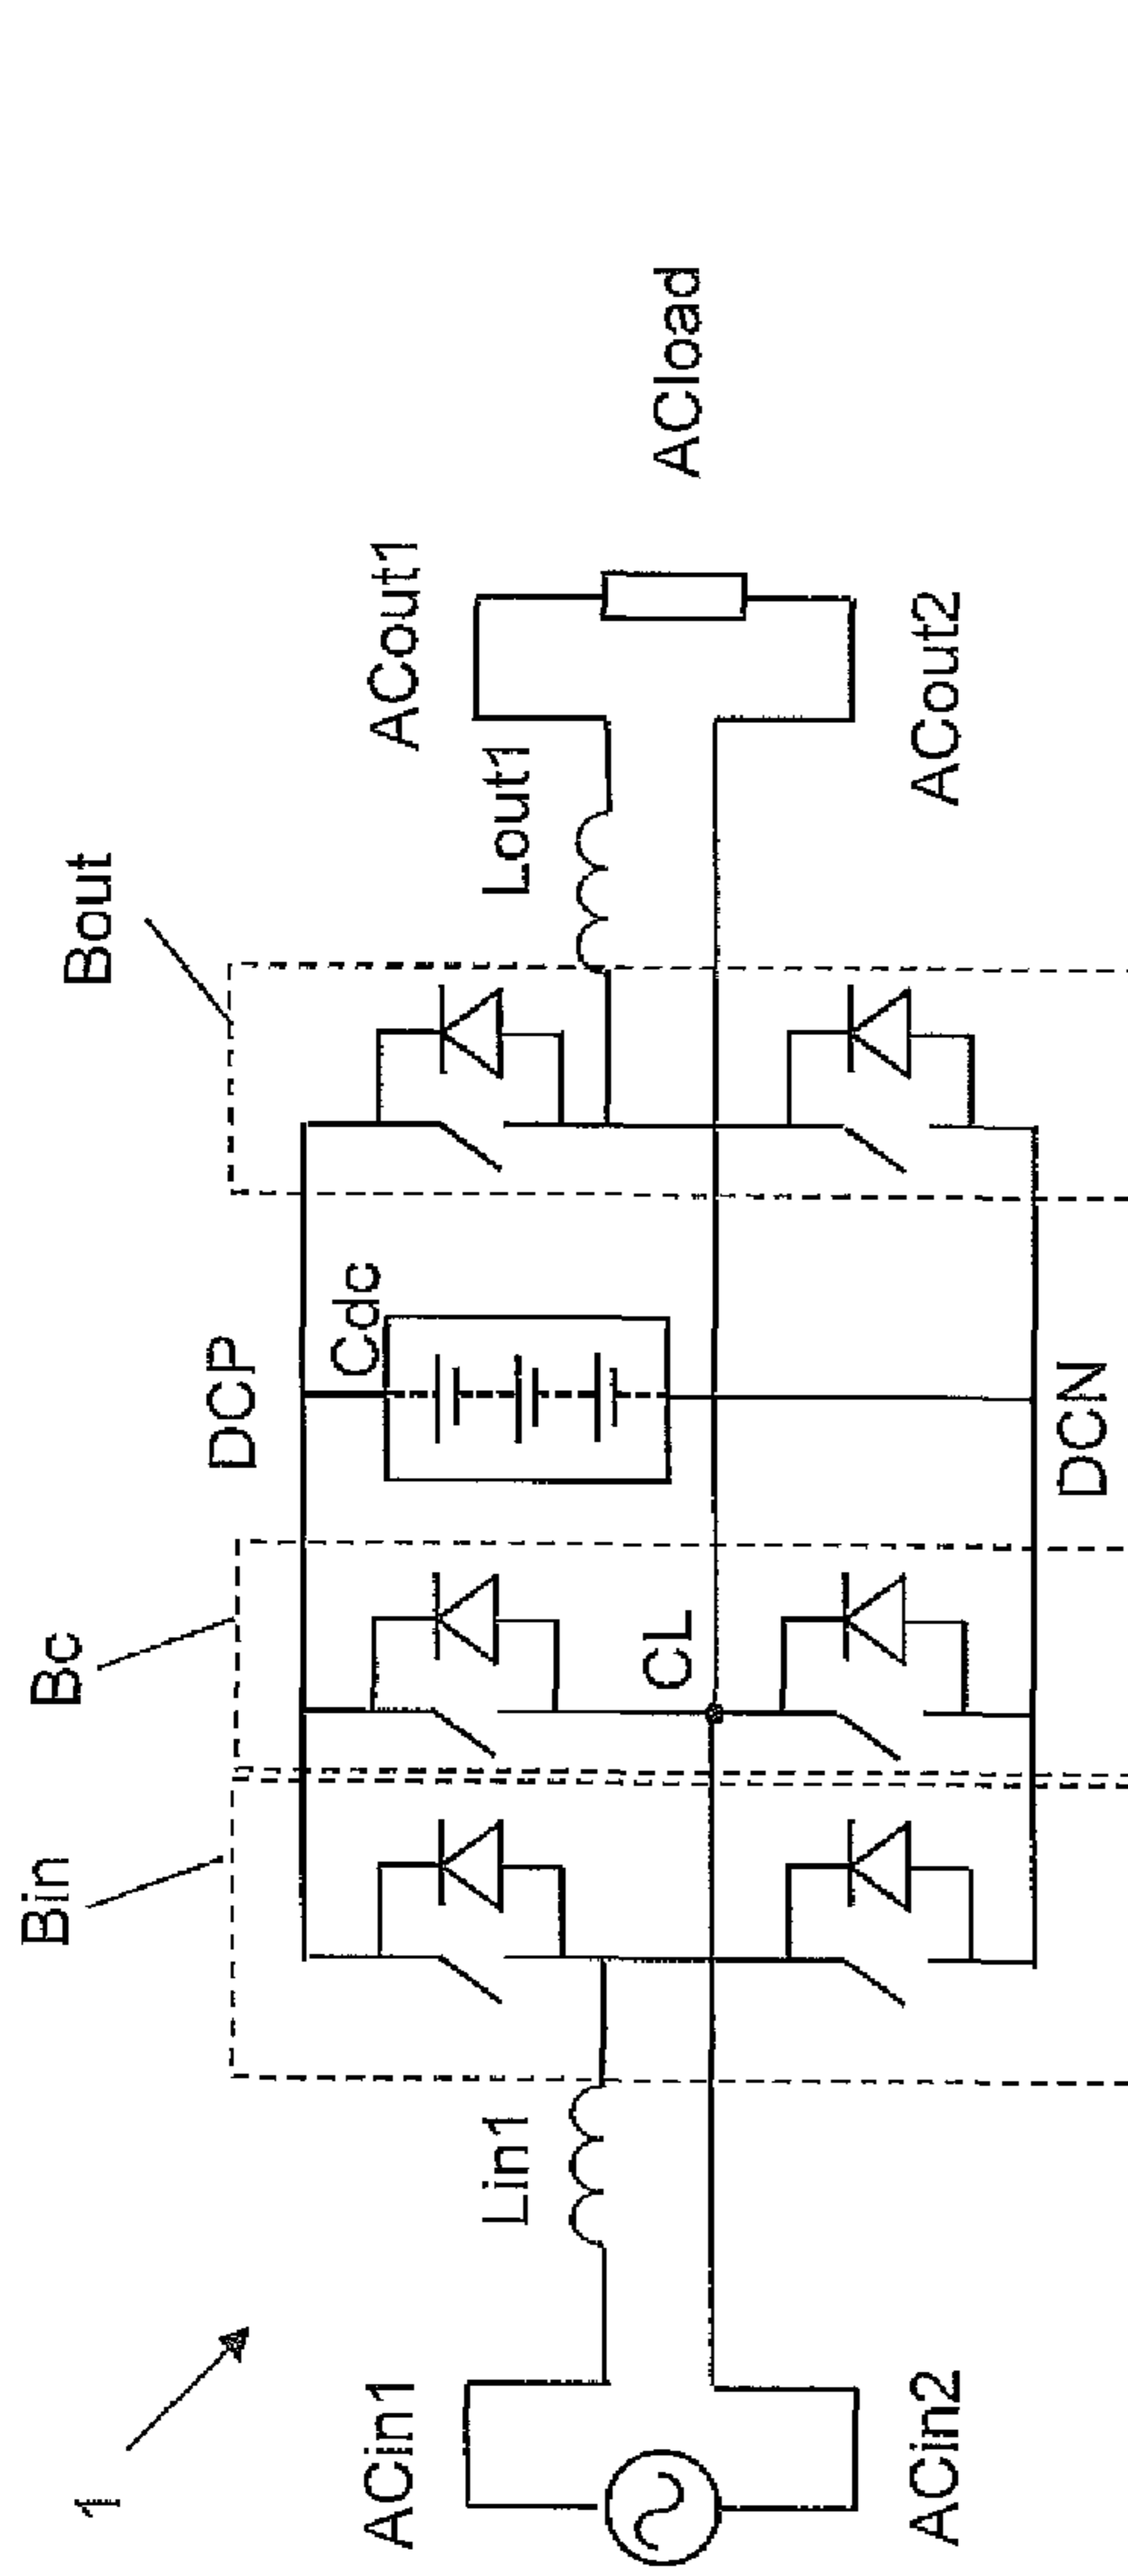 1
Bin
Bc
Bout
DCP
Cdc
ACin1
Lin1
Lout1
ACout1
CL
ACload
ACin2
DCN
ACout2